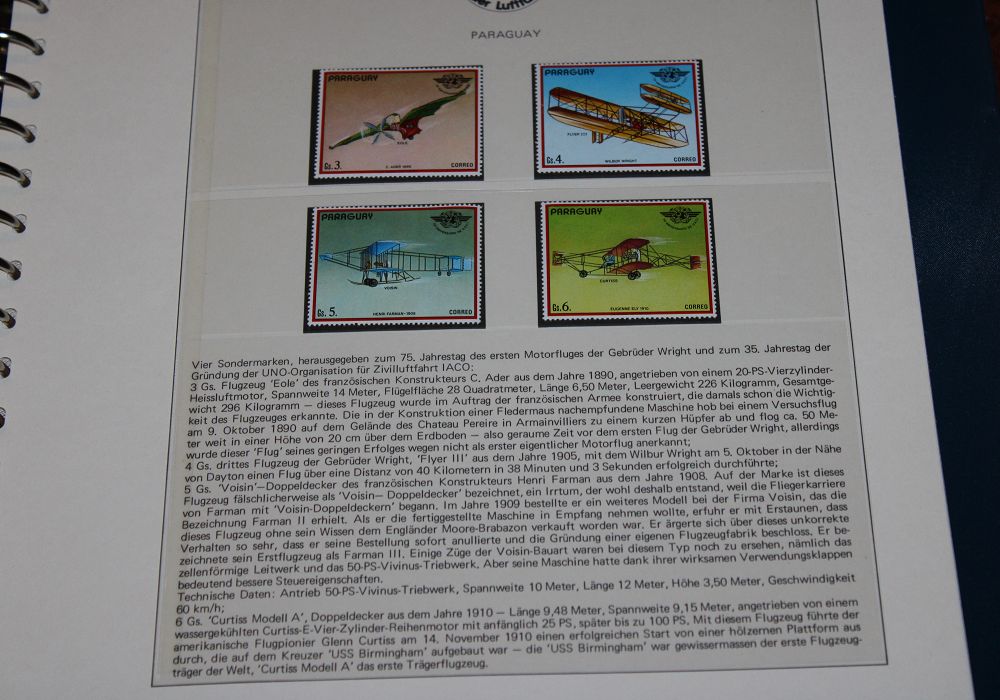 der Luftfa
PARAGUAY
PARAGUAY
EOLE
C. ADER 1890
Gs.3.
CORREO
PARAGUAY
FLYER III
WILBUR WRIGHT
Gs.4.
CORREO
PARAGUAY
VOISIN
HENRI FARMAN-1908
Gs.5.
CORREO
PARAGUAY
CURTISS
EUGENNE ELY 1910
Gs.6.
CORREO
Vier Sondermarken, herausgegeben zum 75. Jahrestag des ersten Motorfluges der Gebrüder Wright und zum 35. Jahrestag der
Gründung der UNO-Organisation für Zivilluftfahrt IACO:
3 Gs. Flugzeug 'Eole' des französischen Konstrukteurs C. Ader aus dem Jahre 1890, angetrieben von einem 20-PS-Vierzylinder-
Heissluftmotor, Spannweite 14 Meter, Flügelfläche 28 Quadratmeter, Länge 6,50 Meter, Leergewicht 226 Kilogramm, Gesamtge-
wicht 296 Kilogramm – dieses Flugzeug wurde im Auftrag der französischen Armee konstruiert, die damals schon die Wichtig-
keit des Flugzeuges erkannte. Die in der Konstruktion einer Fledermaus nachempfundene Maschine hob bei einem Versuchsflug
am 9. Oktober 1890 auf dem Gelände des Chateau Pereire in Armainvilliers zu einem kurzen Hüpfer ab und flog ca. 50 Me-
ter weit in einer Höhe von 20 cm über dem Erdboden – also geraume Zeit vor dem ersten Flug der Gebrüder Wright, allerdings
wurde dieser 'Flug' seines geringen Erfolges wegen nicht als erster eigentlicher Motorflug anerkannt;
4 Gs. drittes Flugzeug der Gebrüder Wright, 'Flyer III' aus dem Jahre 1905, mit dem Wilbur Wright am 5. Oktober in der Nähe
von Dayton einen Flug über eine Distanz von 40 Kilometern in 38 Minuten und 3 Sekunden erfolgreich durchführte;
5 Gs. 'Voisin'–Doppeldecker des französischen Konstrukteurs Henri Farman aus dem Jahre 1908. Auf der Marke ist dieses
Flugzeug fälschlicherweise als 'Voisin– Doppeldecker' bezeichnet, ein Irrtum, der wohl deshalb entstand, weil die Fliegerkarriere
von Farman mit 'Voisin-Doppeldeckern' begann. Im Jahre 1909 bestellte er ein weiteres Modell bei der Firma Voisin, das die
Bezeichnung Farman II erhielt. Als er die fertiggestellte Maschine in Empfang nehmen wollte, erfuhr er mit Erstaunen, dass
dieses Flugzeug ohne sein Wissen dem Engländer Moore-Brabazon verkauft worden war. Er ärgerte sich über dieses unkorrekte
Verhalten so sehr, dass er seine Bestellung sofort anullierte und die Gründung einer eigenen Flugzeugfabrik beschloss. Er be-
zeichnete sein Erstflugzeug als Farman III. Einige Züge der Voisin-Bauart waren bei diesem Typ noch zu ersehen, nämlich das
zellenförmige Leitwerk und das 50-PS-Vivinus-Triebwerk. Aber seine Maschine hatte dank ihrer wirksamen Verwendungsklappen
bedeutend bessere Steuereigenschaften.
Technische Daten: Antrieb 50-PS-Vivinus-Triebwerk, Spannweite 10 Meter, Länge 12 Meter, Höhe 3,50 Meter, Geschwindigkeit
60 km/h;
6 Gs. 'Curtiss Modell A', Doppeldecker aus dem Jahre 1910 – Länge 9,48 Meter, Spannweite 9,15 Meter, angetrieben von einem
wassergekühlten Curtiss-E-Vier-Zylinder-Reihenmotor mit anfänglich 25 PS, später bis zu 100 PS. Mit diesem Flugzeug führte der
amerikanische Flugpionier Glenn Curtiss am 14. November 1910 einen erfolgreichen Start von einer hölzernen Plattform aus
durch, die auf dem Kreuzer 'USS Birmingham' aufgebaut war – die 'USS Birmingham' war gewissermassen der erste Flugzeug-
träger der Welt, 'Curtiss Modell A' das erste Trägerflugzeug.